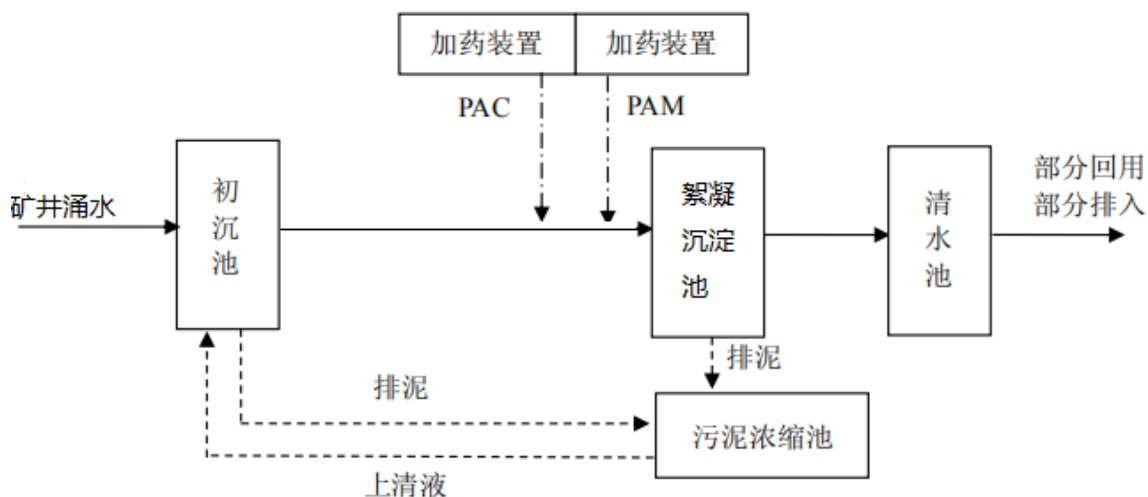 加药装置
加药装置
PAC
PAM
矿井涌水
初沉池
絮凝沉淀池
清水池
部分回用
部分排入
排泥
排泥
污泥浓缩池
上清液